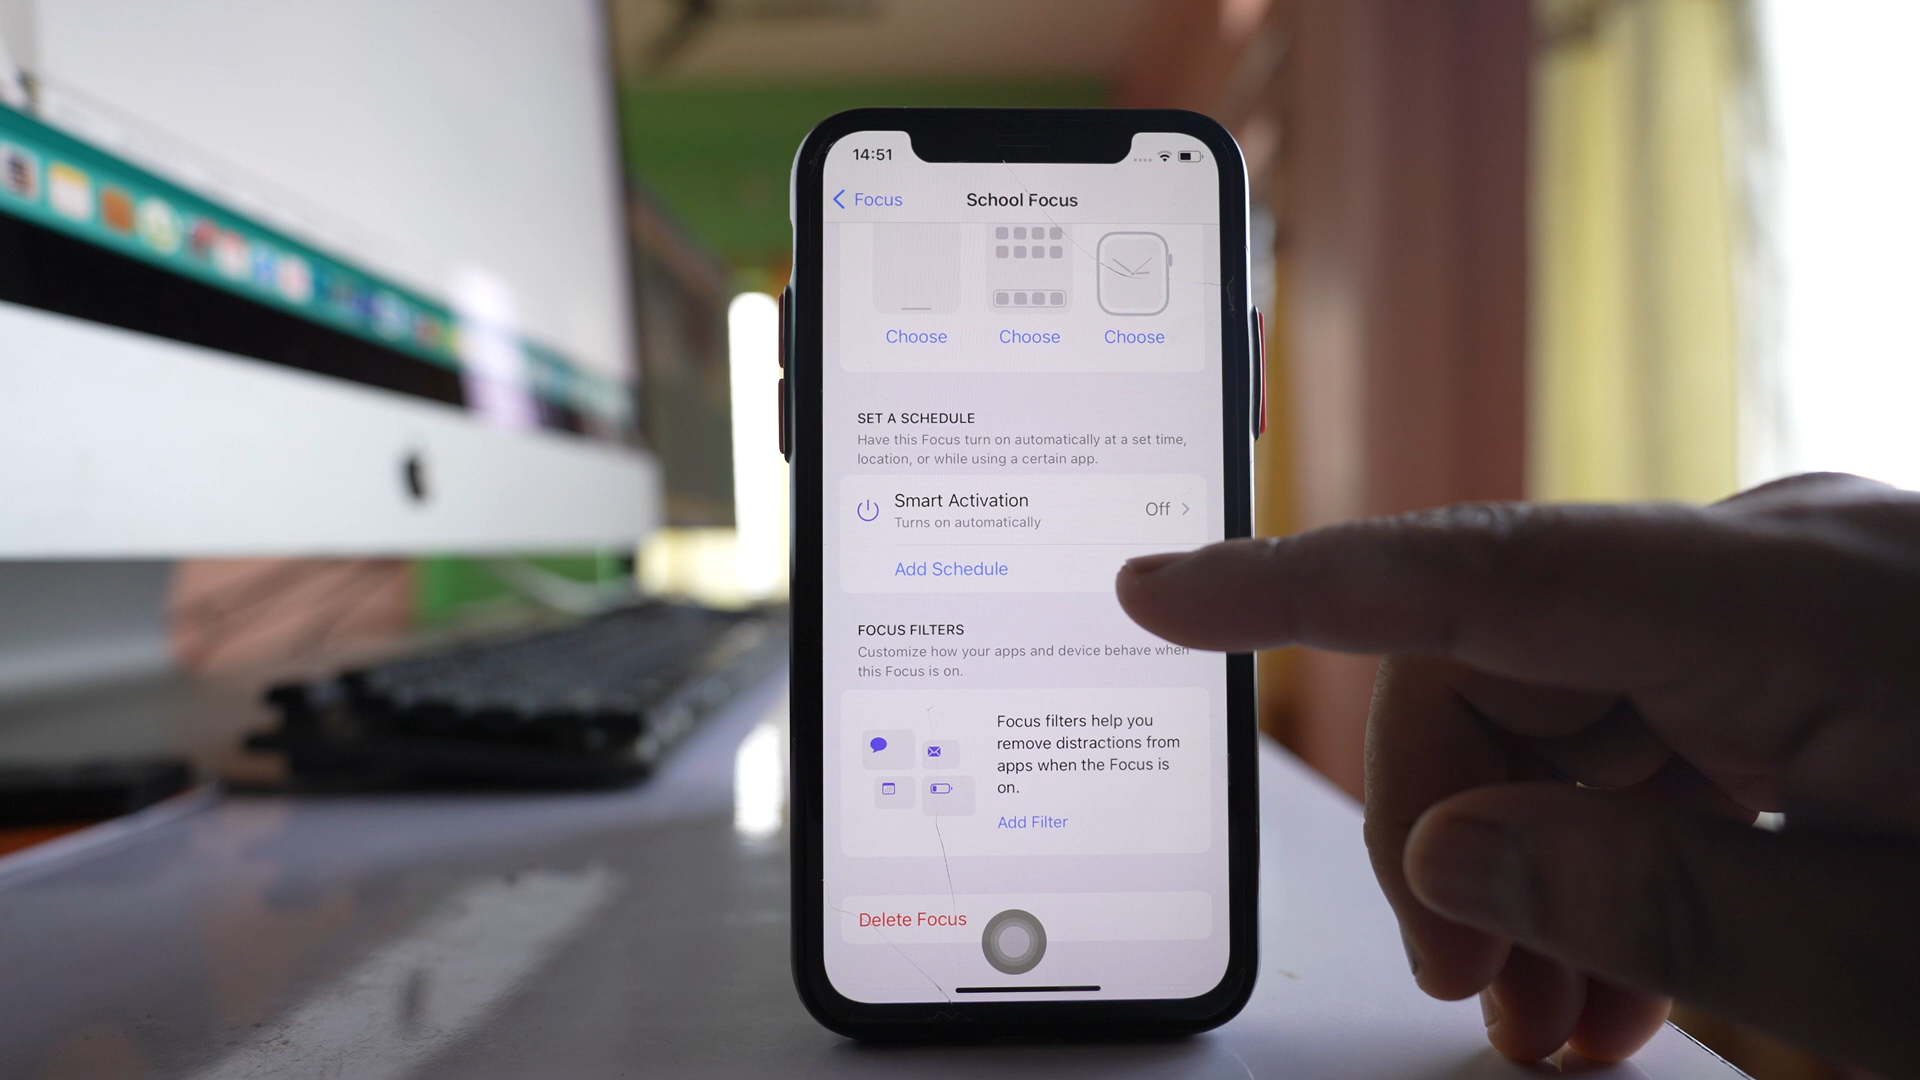 14:51
Focus
School Focus
Choose
Choose
Choose
SET A SCHEDULE
Have this Focus turn on automatically at a set time,
location, or while using a certain app.
Smart Activation
Off
Turns on automatically
Add Schedule
FOCUS FILTERS
Customize how your apps and device behave when
this Focus is on.
Focus filters help you
remove distractions from
apps when the Focus is
on.
Add Filter
Delete Focus